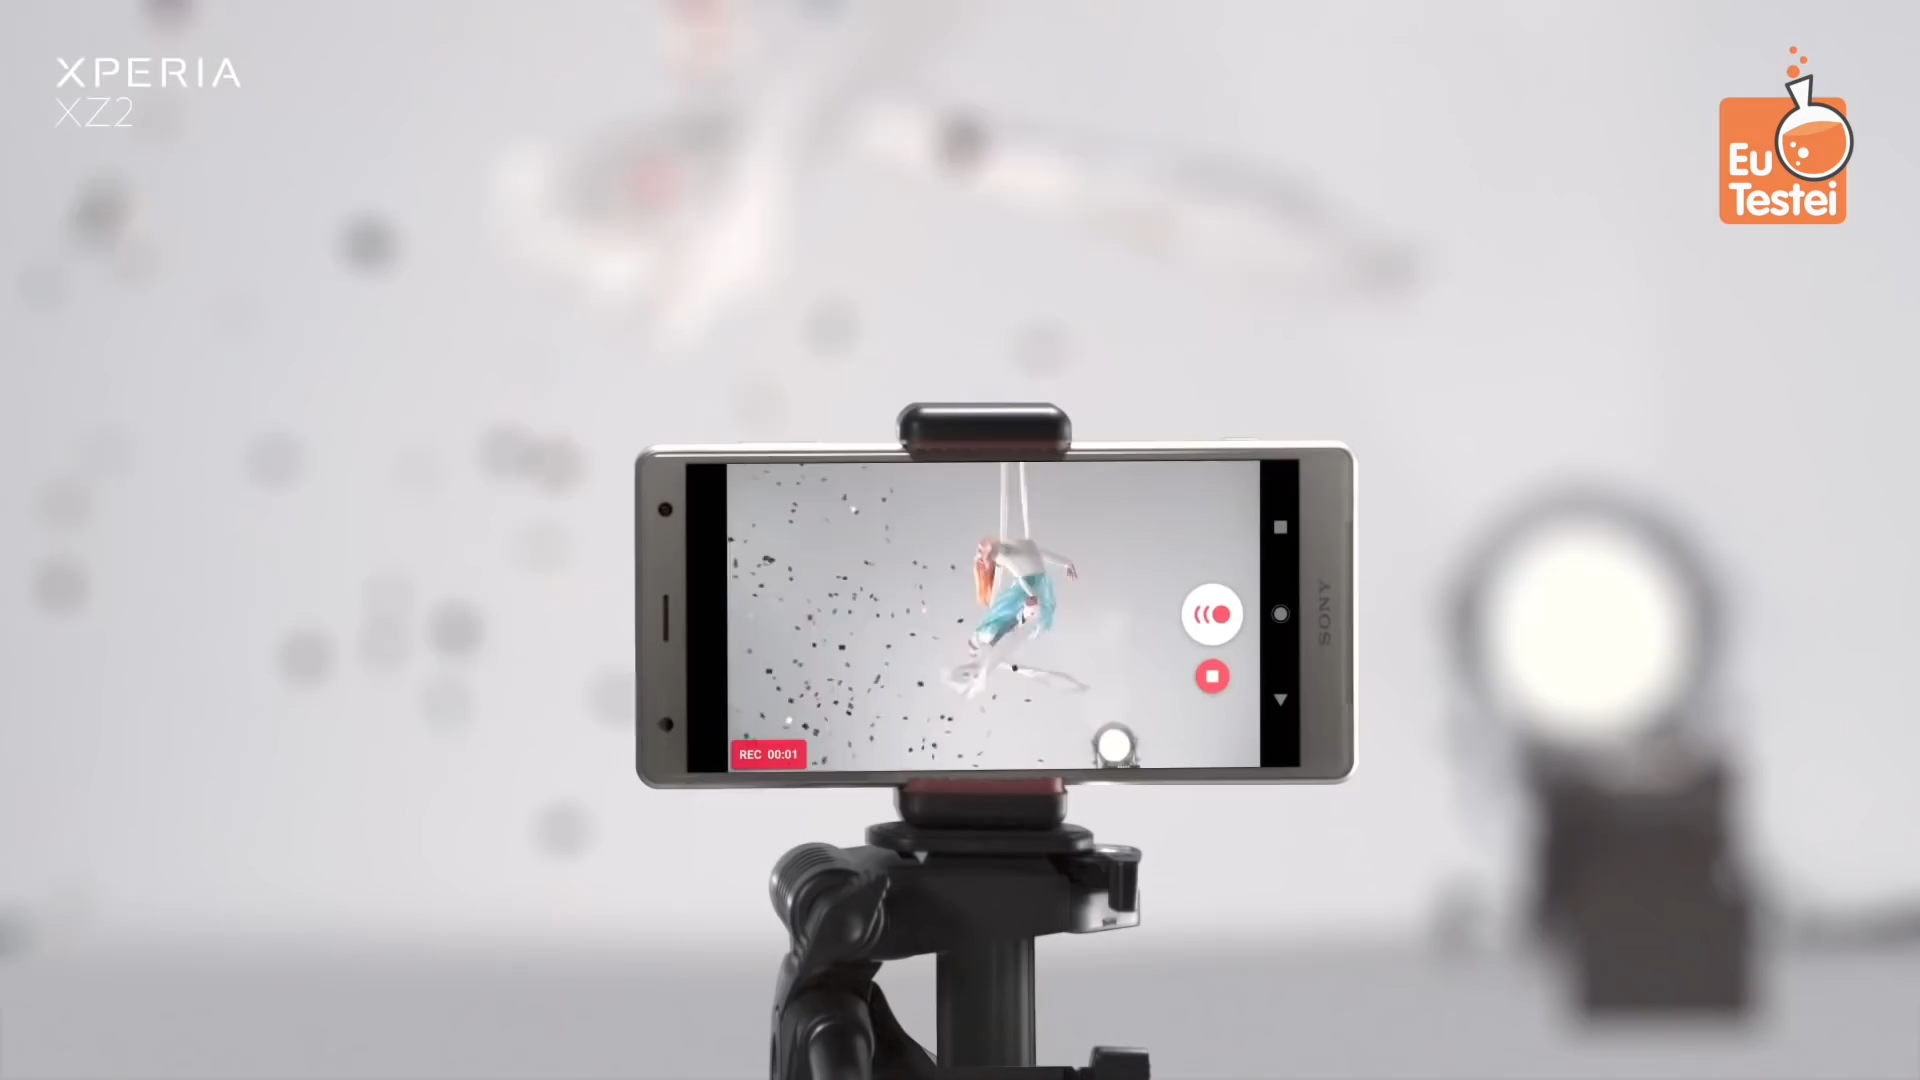 XPERIA
XZ2
Eu
Testei
SONY
REC 00:01